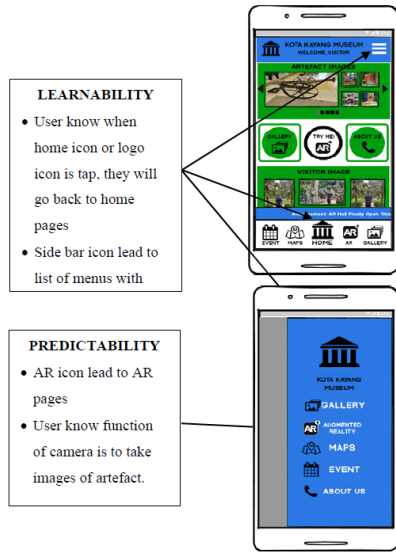 LEARNABILITY
• User know when
home icon or logo
icon is tap, they will
go back to home
pages
• Side bar icon lead to
list of menus with
PREDICTABILITY
• AR icon lead to AR
pages
• User know function
of camera is to take
images of artefact.
KOTA KAYANG MUSEUM
WELCOME, VISITOR
ARTEFACT IMAGES
GALLERY
TRY ME!
AR
ABOUT US
VISITOR IMAGE
AR Hall Finally Open
EVENT
MAPS
HOME
AR
GALLERY
KOTA KAYANG
MUSEUM
GALLERY
AR AUGMENTED
REALITY
MAPS
EVENT
ABOUT US